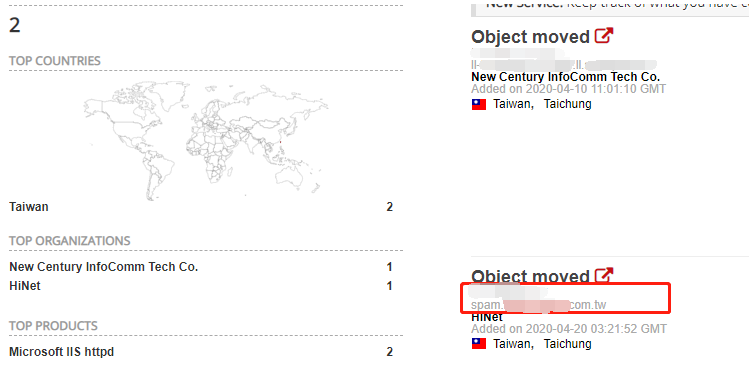 2
TOP COUNTRIES
Taiwan 2
TOP ORGANIZATIONS
New Century InfoComm Tech Co. 1
HiNet 1
TOP PRODUCTS
Microsoft IIS httpd 2
New Service: Keep track of what you have co
Object moved
New Century InfoComm Tech Co.
Added on 2020-04-10 11:01:10 GMT
Taiwan, Taichung
Object moved
spam. com.tw
HiNet
Added on 2020-04-20 03:21:52 GMT
Taiwan, Taichung